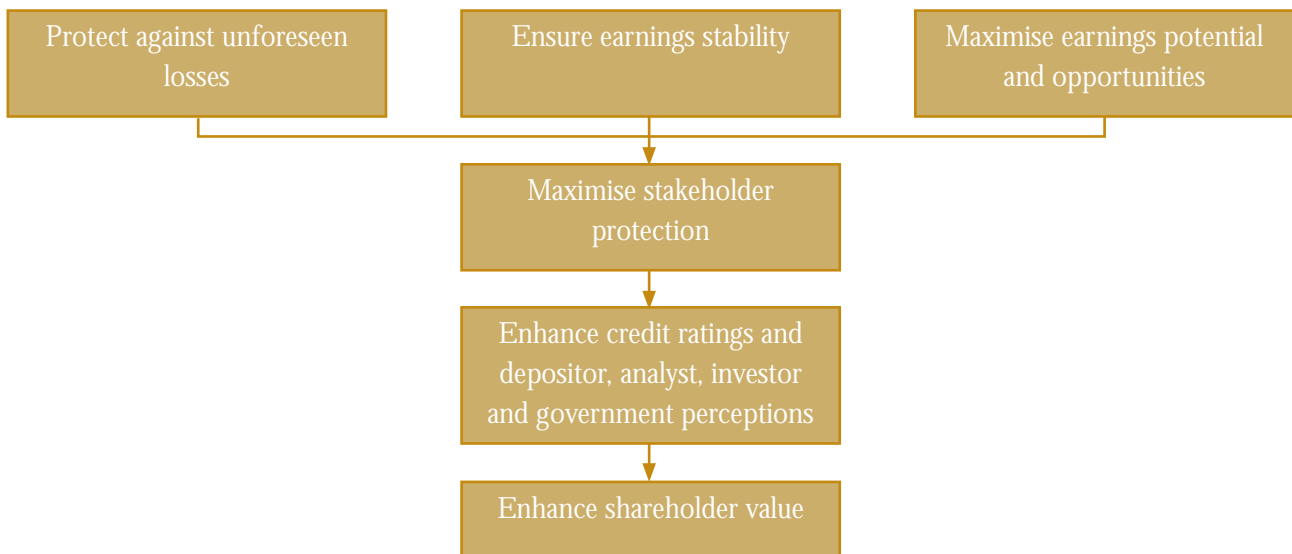 Protect against unforeseen
losses
Ensure earnings stability
Maximise earnings potential
and opportunities
Maximise stakeholder
protection
Enhance credit ratings and
depositor, analyst, investor
and government perceptions
Enhance shareholder value